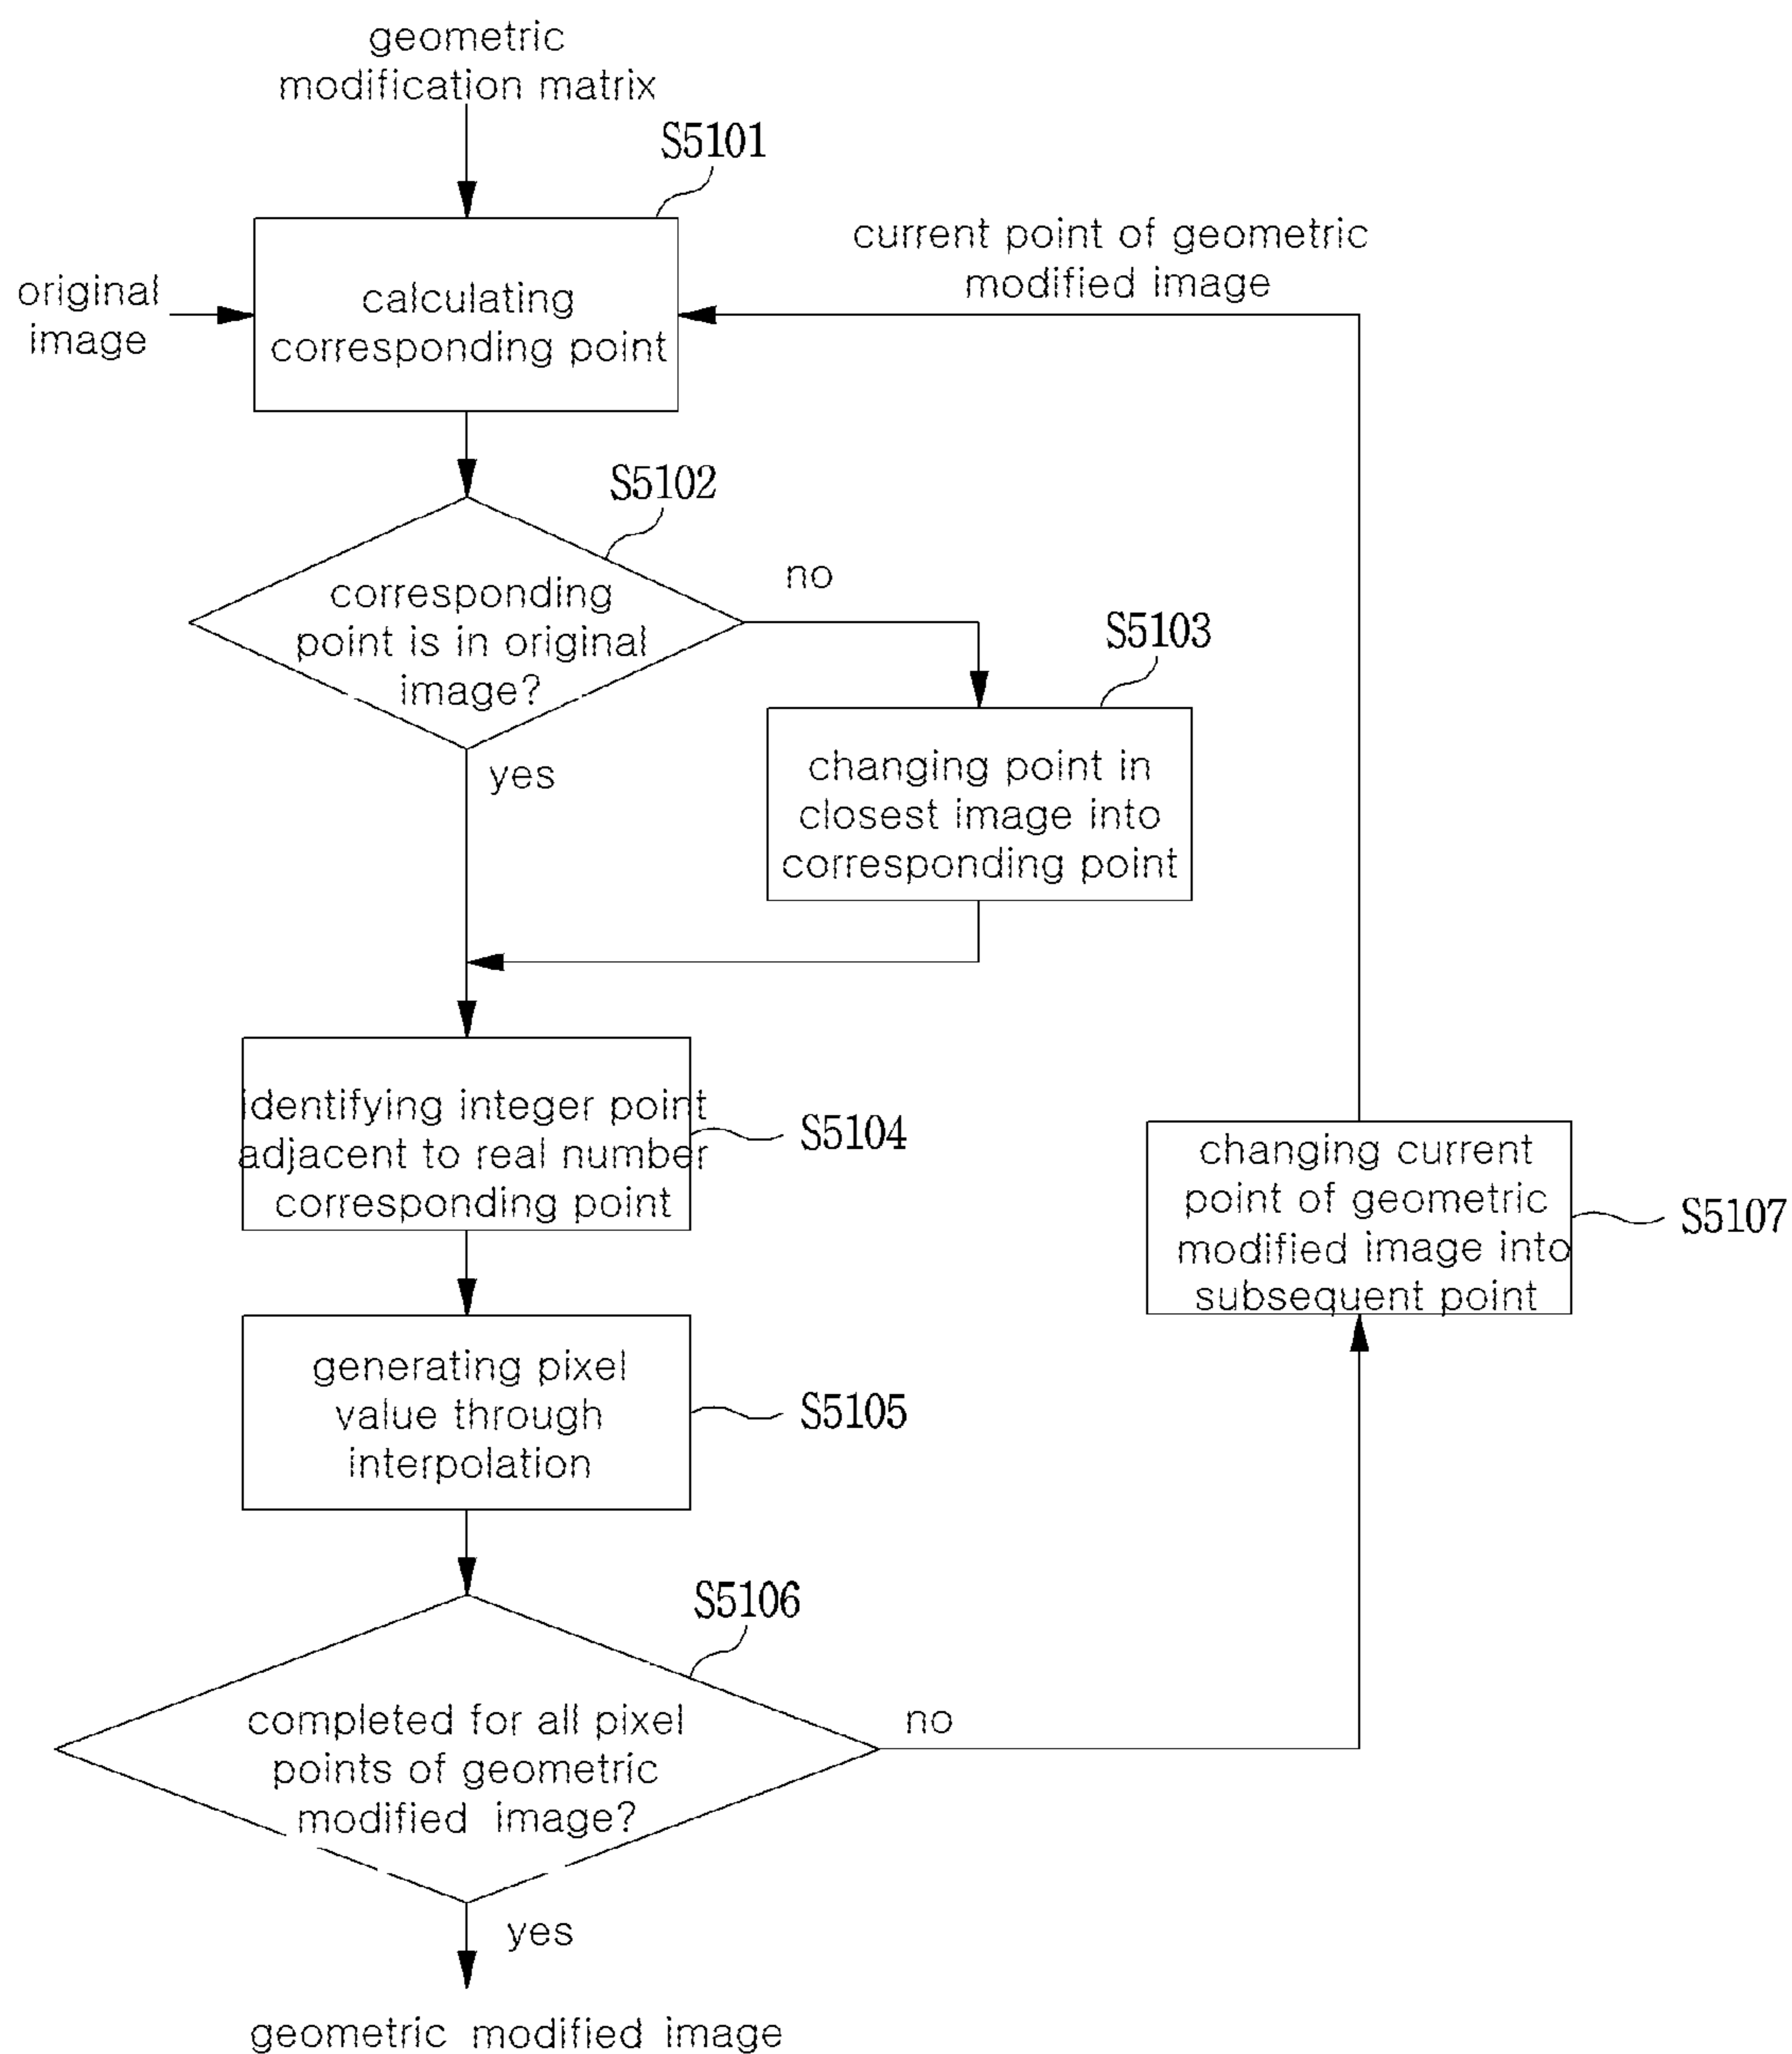 geometric
modification matrix
S5101
original
image
calculating
corresponding point
current point of geometric
modified image
S5102
corresponding
point is in original
image?
no
yes
S5103
changing point in
closest image into
corresponding point
identifying integer point
adjacent to real number
corresponding point
S5104
changing current
point of geometric
modified image into
subsequent point
S5107
generating pixel
value through
interpolation
S5105
S5106
completed for all pixel
points of geometric
modified image?
no
yes
geometric modified image